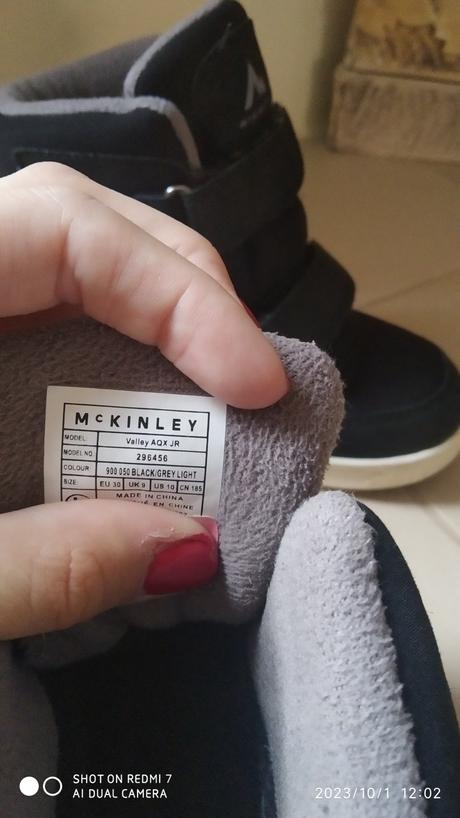 McKINLEY
MODEL: Valley AQX JR
MODEL NO 296456
COLOUR 900 050 BLACK/GREY LIGHT
SIZE: EU 30 UK 9 US 10 CN 185
MADE IN CHINA
EN CHINE
SHOT ON REDMI 7
AI DUAL CAMERA
2023/10/1 12:02